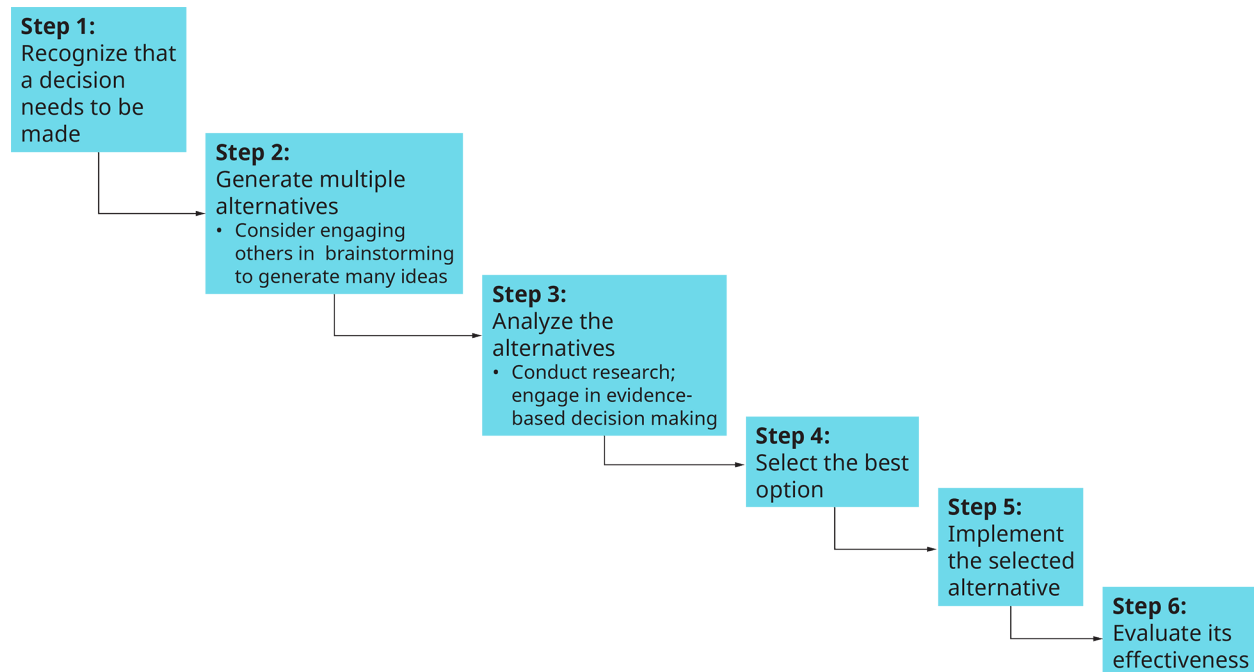 Step 1:
Recognize that
a decision
needs to be
made
Step 2:
Generate multiple
alternatives
• Consider engaging
others in  brainstorming
to generate many ideas
Step 3:
Analyze the
alternatives
• Conduct research;
engage in evidence-
based decision making
Step 4:
Select the best
option
Step 5:
Implement
the selected
alternative
Step 6:
Evaluate its
effectiveness